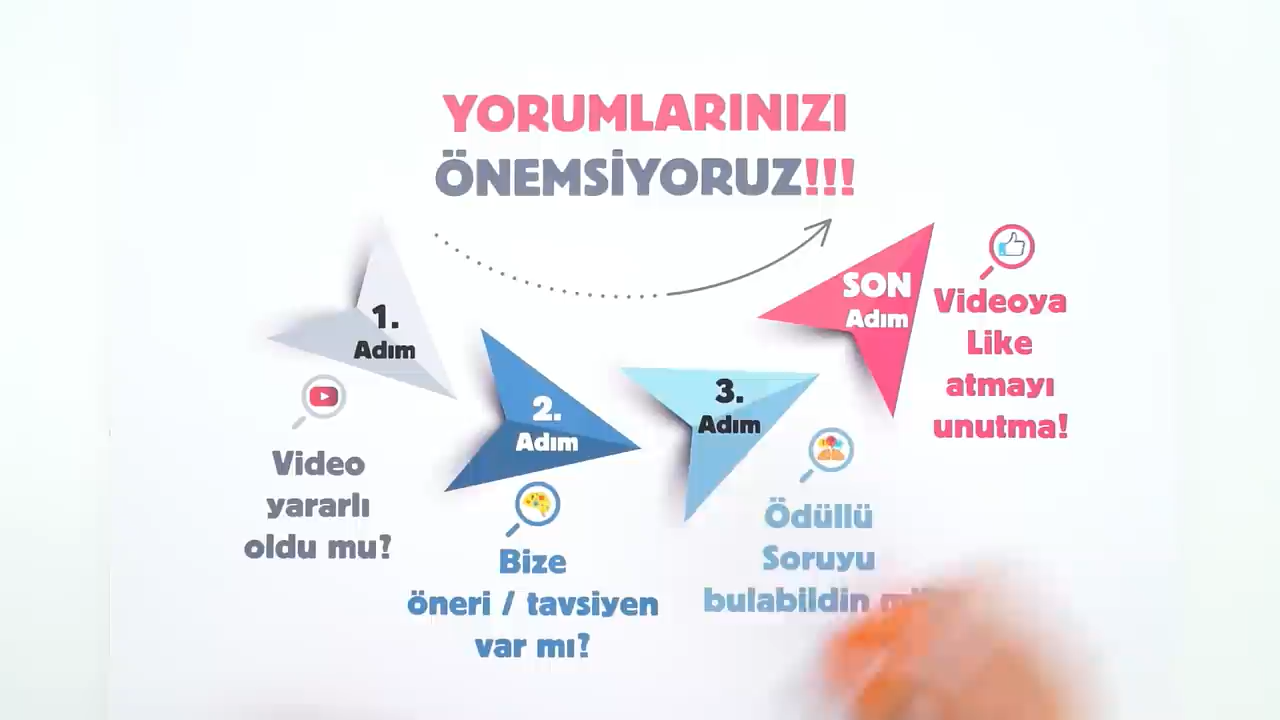 YORUMLARINIZI
ÖNEMSİYORUZ!!!
1.
Adım
Video
yararlı
oldu mu?
2.
Adım
Bize
öneri / tavsiyen
var mı?
3.
Adım
Ödüllü
Soruyu
bulabildin
SON
Adım
Videoya
Like
atmayı
unutma!